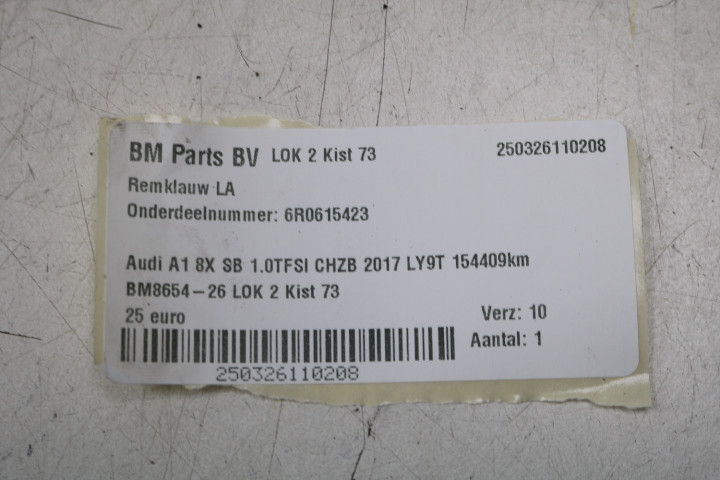 BM Parts BV LOK 2 Kist 73 250326110208
Remklauw LA
Onderdeelnummer: 6R0615423
Audi A1 8X SB 1.0TFSI CHZB 2017 LY9T 154409km
BM8654-26 LOK 2 Kist 73
25 euro Verz: 10
Aantal: 1
250326110208